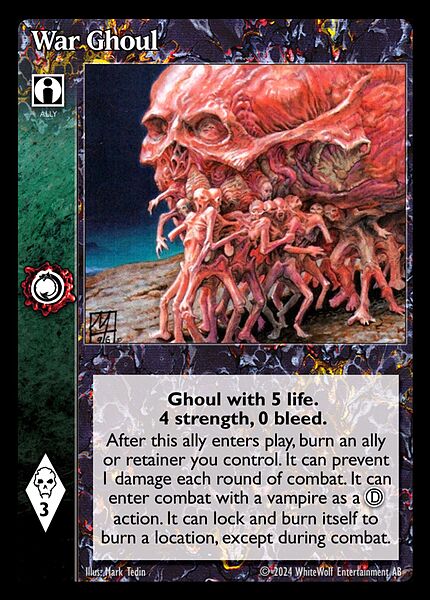 War Ghoul
ALLY
Ghoul with 5 life.
4 strength, 0 bleed.
After this ally enters play, burn an ally
or retainer you control. It can prevent
1 damage each round of combat. It can
enter combat with a vampire as a Ⓓ
action. It can lock and burn itself to
burn a location, except during combat.
3
Illus: Mark Tedin
© 2024 WhiteWolf Entertainment AB